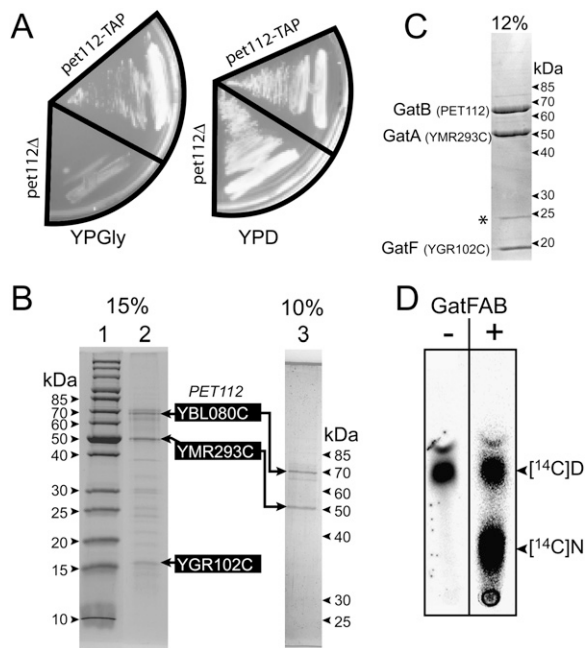 A
pet112-TAP
pet112Δ
YPGly
pet112-TAP
pet112Δ
YPD
B
15%
1 2
kDa
85
70
60
50
40
30
25
20
15
10
PET112
YBL080C
YMR293C
YGR102C
10%
3
kDa
85
70
60
50
40
30
25
C
12%
kDa
85
70
60
50
40
30
25
20
GatB (PET112)
GatA (YMR293C)
*
GatF (YGR102C)
D
GatFAB
- +
[14C]D
[14C]N